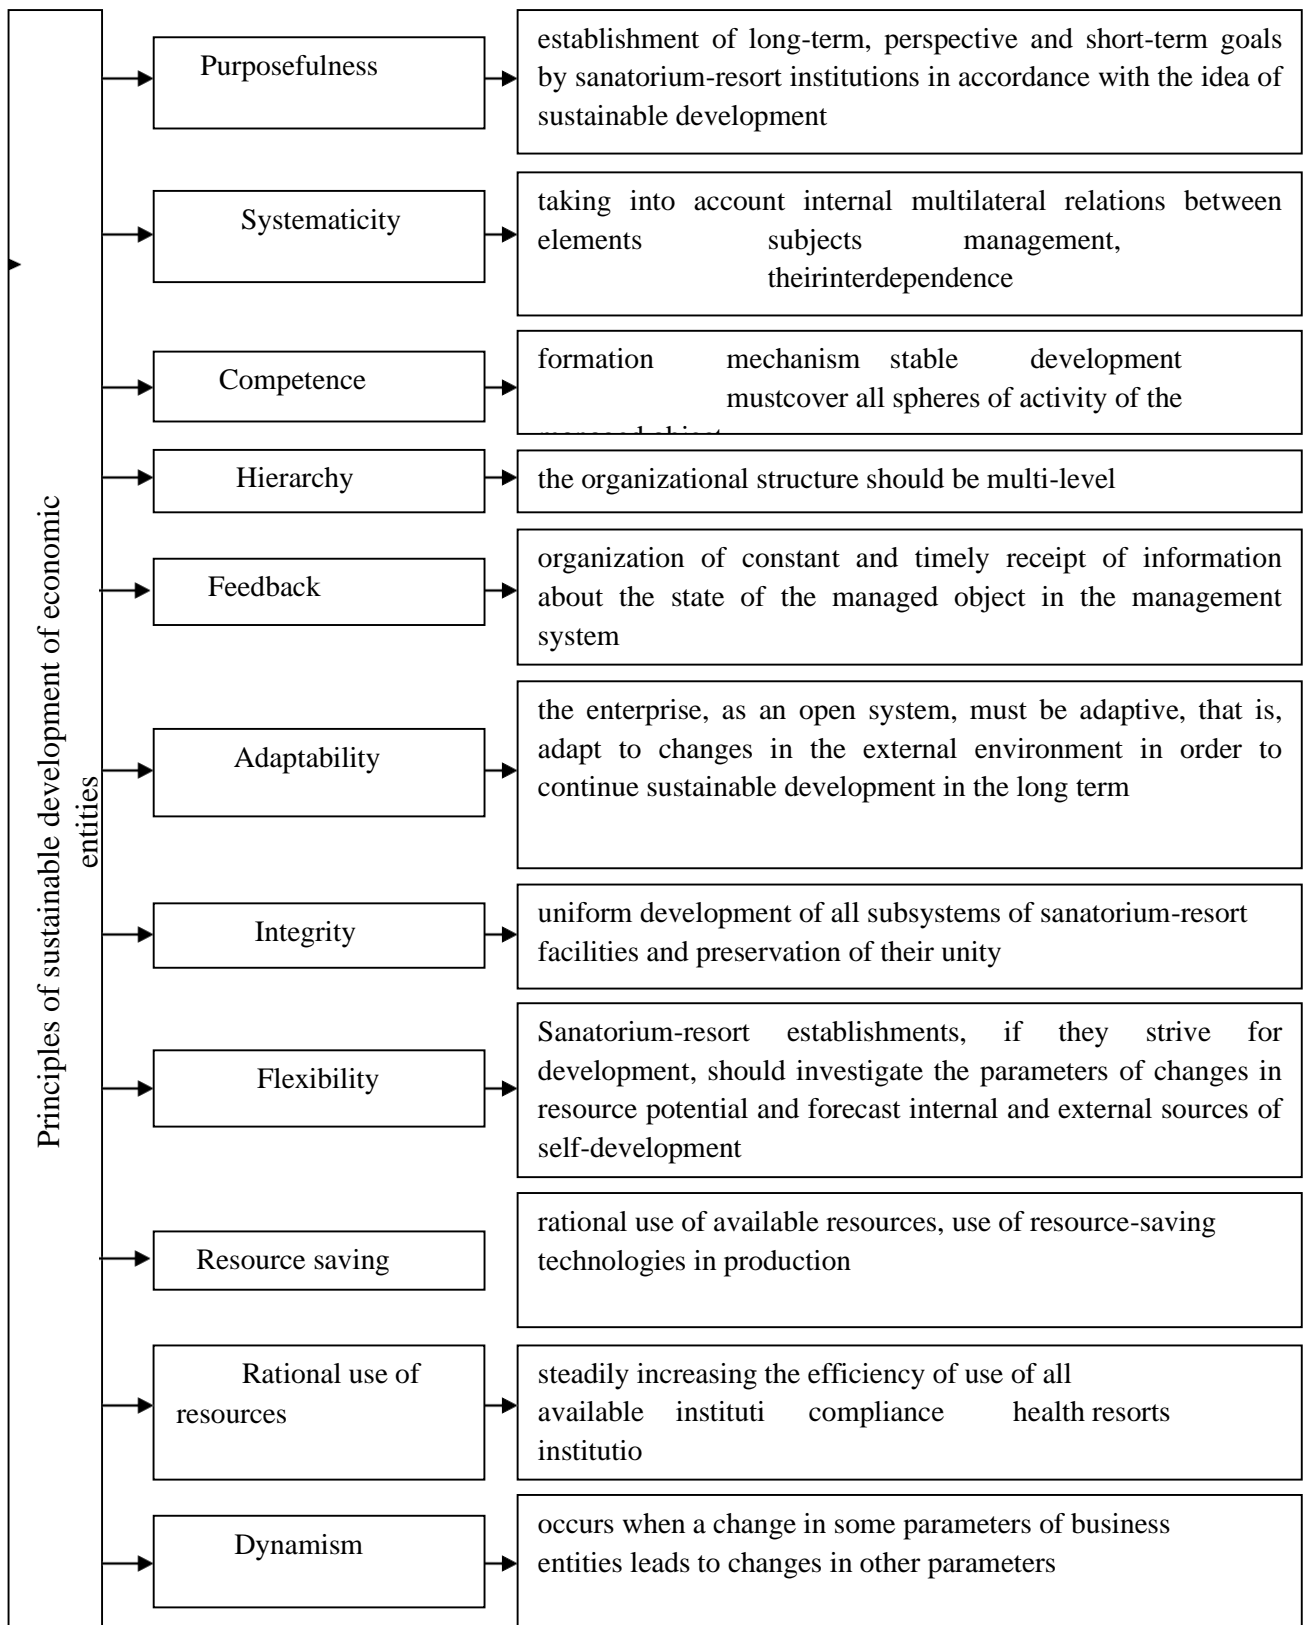 Principles of sustainable development of economic
entities
Purposefulness
establishment of long-term, perspective and short-term goals
by sanatorium-resort institutions in accordance with the idea of
sustainable development
Systematicity
taking into account internal multilateral relations between
elements subjects management,
theirinterdependence
Competence
formation mechanism stable development
mustcover all spheres of activity of the
managed object
Hierarchy
the organizational structure should be multi-level
Feedback
organization of constant and timely receipt of information
about the state of the managed object in the management
system
Adaptability
the enterprise, as an open system, must be adaptive, that is,
adapt to changes in the external environment in order to
continue sustainable development in the long term
Integrity
uniform development of all subsystems of sanatorium-resort
facilities and preservation of their unity
Flexibility
Sanatorium-resort establishments, if they strive for
development, should investigate the parameters of changes in
resource potential and forecast internal and external sources of
self-development
Resource saving
rational use of available resources, use of resource-saving
technologies in production
Rational use of
resources
steadily increasing the efficiency of use of all
available instituti compliance health resorts
institutio
Dynamism
occurs when a change in some parameters of business
entities leads to changes in other parameters